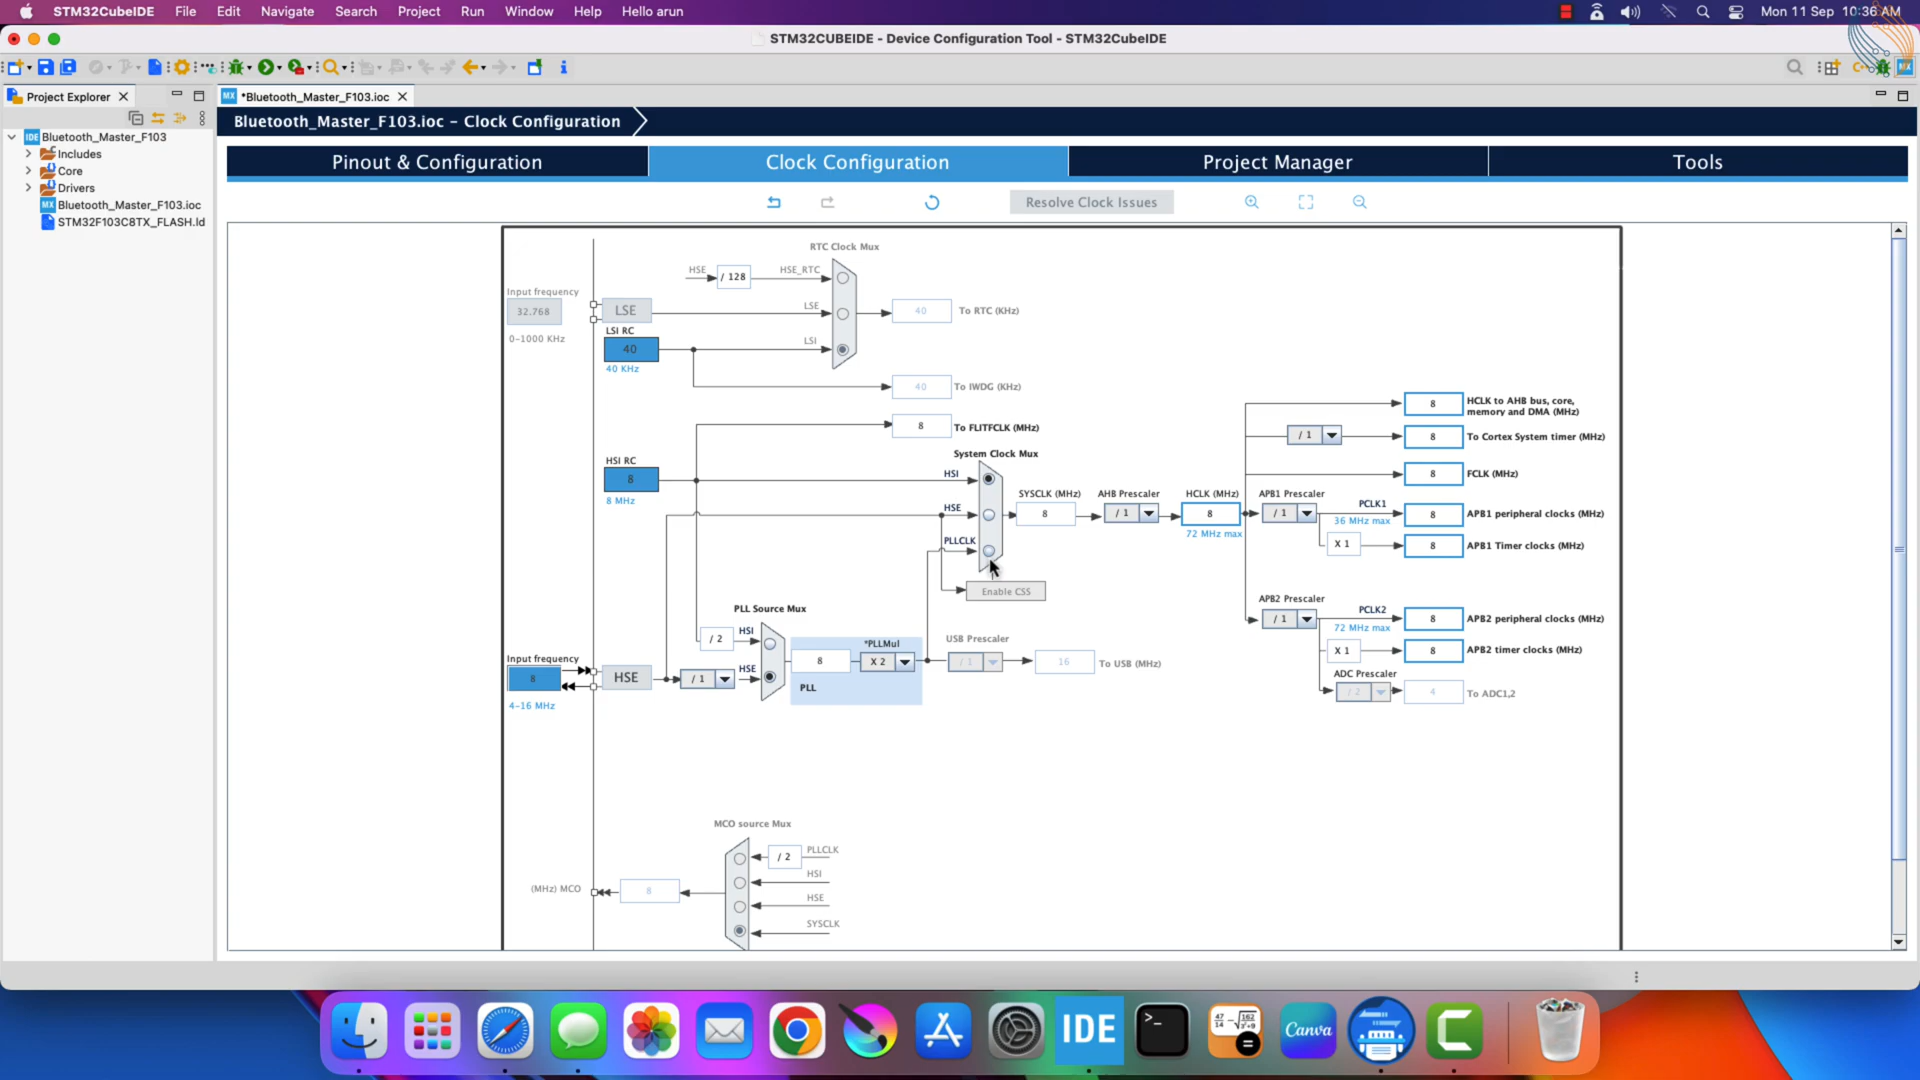 STM32CubeIDE File Edit Navigate Search Project Run Window Help Hello arun Mon 11 Sep 10:36 AM
STM32CUBEIDE - Device Configuration Tool - STM32CubeIDE
Project Explorer
*Bluetooth_Master_F103.ioc
Bluetooth_Master_F103.ioc – Clock Configuration
IDE Bluetooth_Master_F103
Includes
Core
Drivers
MX Bluetooth_Master_F103.ioc
STM32F103C8TX_FLASH.ld
Pinout & Configuration Clock Configuration Project Manager Tools
Resolve Clock Issues
RTC Clock Mux
HSE / 128 HSE_RTC
Input frequency
32.768 LSE LSE 40 To RTC (KHz)
0-1000 KHz
LSI RC
40 LSI
40 KHz
40 To IWDG (KHz)
8 To FLITFCLK (MHz)
HSI RC
8
8 MHz
System Clock Mux
HSI
HSE
PLLCLK
Enable CSS
SYSCLK (MHz) AHB Prescaler HCLK (MHz) APB1 Prescaler
8 / 1 8 / 1
72 MHz max
8 HCLK to AHB bus, core,
memory and DMA (MHz)
/ 1 8 To Cortex System timer (MHz)
8 FCLK (MHz)
PCLK1
36 MHz max
8 APB1 peripheral clocks (MHz)
X 1 8 APB1 Timer clocks (MHz)
APB2 Prescaler
/ 1
PCLK2
72 MHz max
8 APB2 peripheral clocks (MHz)
X 1 8 APB2 timer clocks (MHz)
ADC Prescaler
/ 2 4 To ADC1,2
PLL Source Mux
/ 2 HSI
Input frequency
8 HSE / 1 HSE
4-16 MHz
*PLLMul
8 X 2
PLL
USB Prescaler
/ 1 16 To USB (MHz)
MCO source Mux
/ 2 PLLCLK
HSI
HSE
SYSCLK
(MHz) MCO 8
IDE
Canva